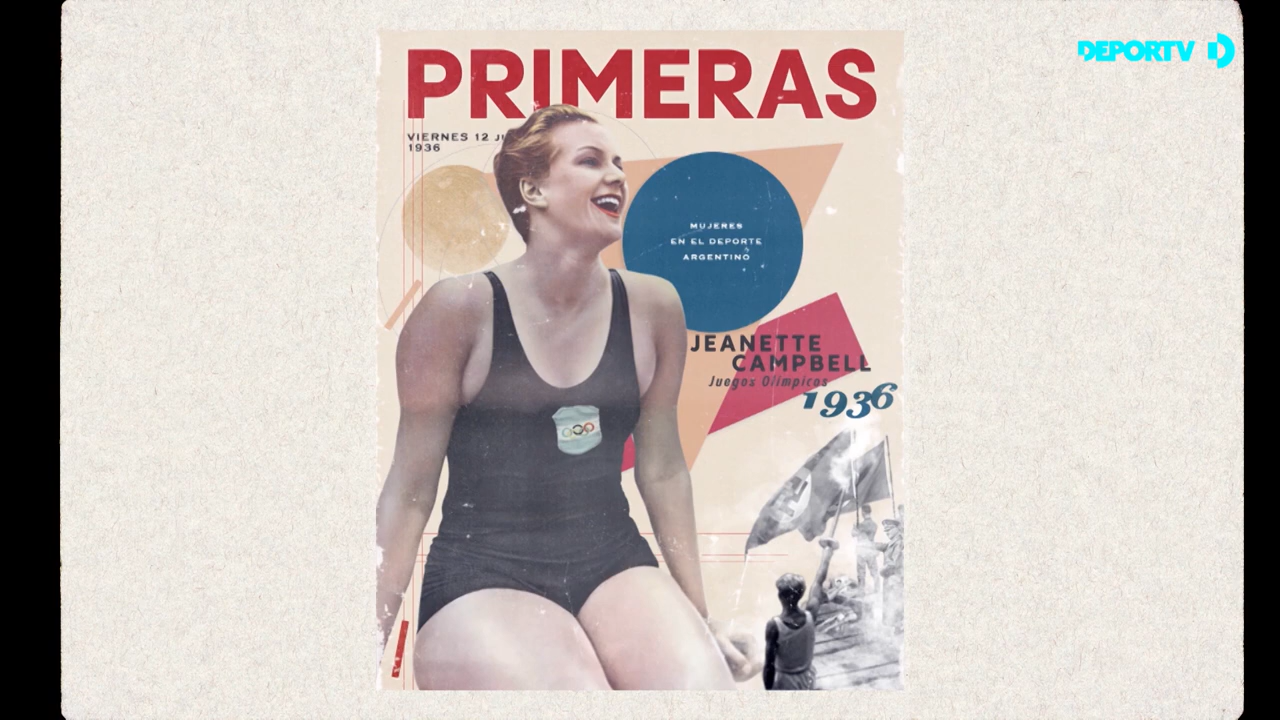 PRIMERAS
DEPORTV
VIERNES 12
1936
MUJERES
EN EL DEPORTE
ARGENTINO
JEANETTE
CAMPBELL
Juegos Olímpicos
1936